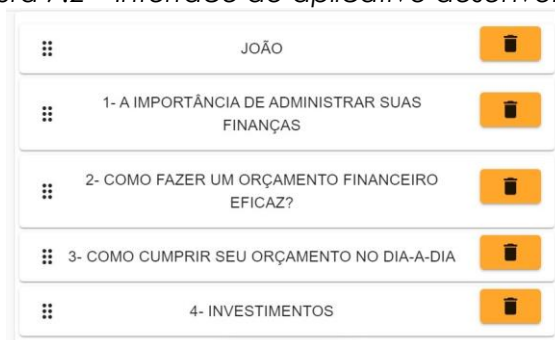 JOÃO
1- A IMPORTÂNCIA DE ADMINISTRAR SUAS
FINANÇAS
2- COMO FAZER UM ORÇAMENTO FINANCEIRO
EFICAZ?
3- COMO CUMPRIR SEU ORÇAMENTO NO DIA-A-DIA
4- INVESTIMENTOS